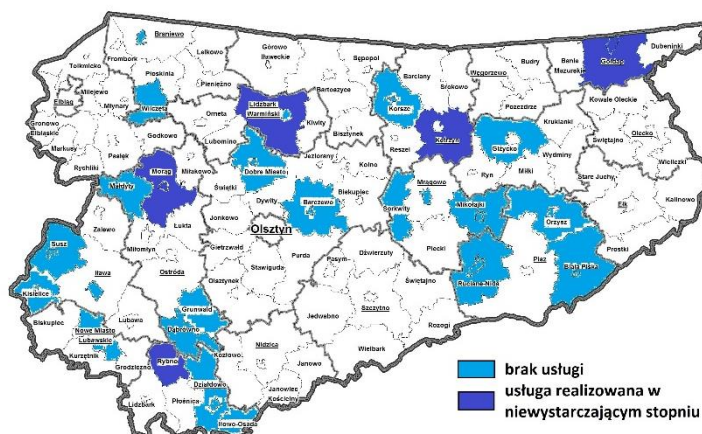 Braniewo
Lelkowo
Górowo
Iławeckie
Sępopol
Barciany
Węgorzewo
Budry
Banie
Mazurskie
Gołdap
Dubeninki
Frombork
Tolkmicko
Płoskinia
Pieniężno
Bartoszyce
Srokowo
Milejewo
Elbląg
Młynary
Wilczęta
Orneta
Lidzbark
Warmiński
Kiwity
Bisztynek
Korsze
Kętrzyn
Pozezdrze
Kruklanki
Kowale Oleckie
Gronowo
Elbląskie
Markusy
Rychliki
Pasłęk
Godkowo
Lubomino
Reszel
Giżycko
Wydminy
Świętajno
Olecko
Wieliczki
Małdyty
Morąg
Miłakowo
Świątki
Dobre Miasto
Jeziorany
Kolno
Mrągowo
Ryn
Miłki
Stare Juchy
Ełk
Kalinowo
Zalewo
Łukta
Jonkowo
Dywity
Barczewo
Biskupiec
Sorkwity
Mikołajki
Orzysz
Susz
Miłomłyn
Gietrzwałd
Olsztyn
Piecki
Prostki
Kisielice
Iława
Ostróda
Olsztynek
Stawiguda
Purda
Pasym
Dźwierzuty
Świętajno
Ruciane-Nida
Pisz
Biała Piska
Biskupiec
Nowe Miasto
Lubawskie
Lubawa
Grunwald
Dąbrówno
Jedwabno
Szczytno
Rozogi
Kurzętnik
Grodziczno
Rybno
Kozłowo
Nidzica
Janowo
Wielbark
Lidzbark
Płośnica
Działdowo
Janowiec
Kościelny
Iłowo-Osada
brak usługi
usługa realizowana w
niewystarczającym stopniu